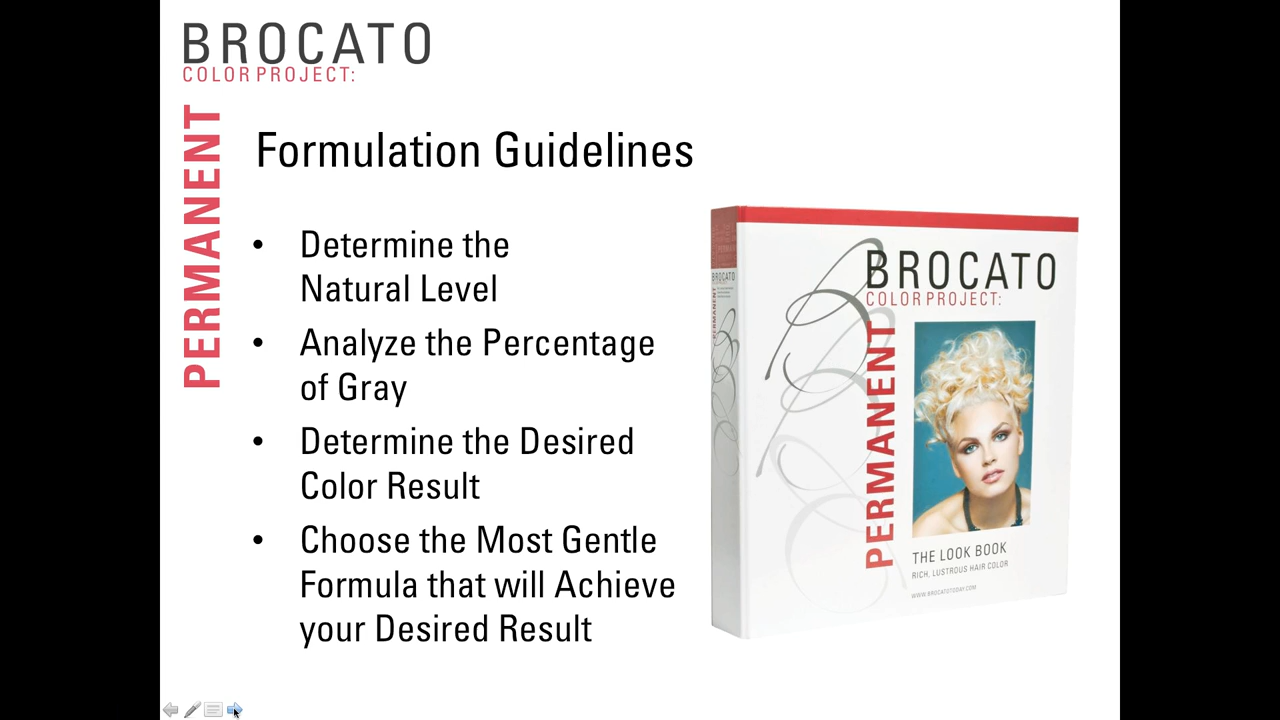 BROCATO
COLOR PROJECT:
PERMANENT
Formulation Guidelines
• Determine the
Natural Level
• Analyze the Percentage
of Gray
• Determine the Desired
Color Result
• Choose the Most Gentle
Formula that will Achieve
your Desired Result
BROCATO
PERMANENT
BROCATO
COLOR PROJECT:
PERMANENT
THE LOOK BOOK
RICH, LUSTROUS HAIR COLOR
WWW.BROCATOTODAY.COM